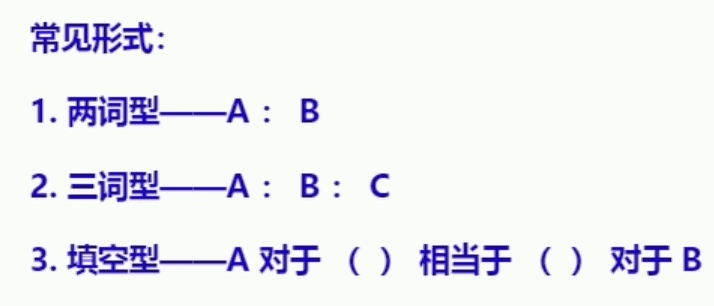 常见形式：
1. 两词型——A： B
2. 三词型——A： B： C
3. 填空型——A 对于 （ ） 相当于 （ ） 对于 B